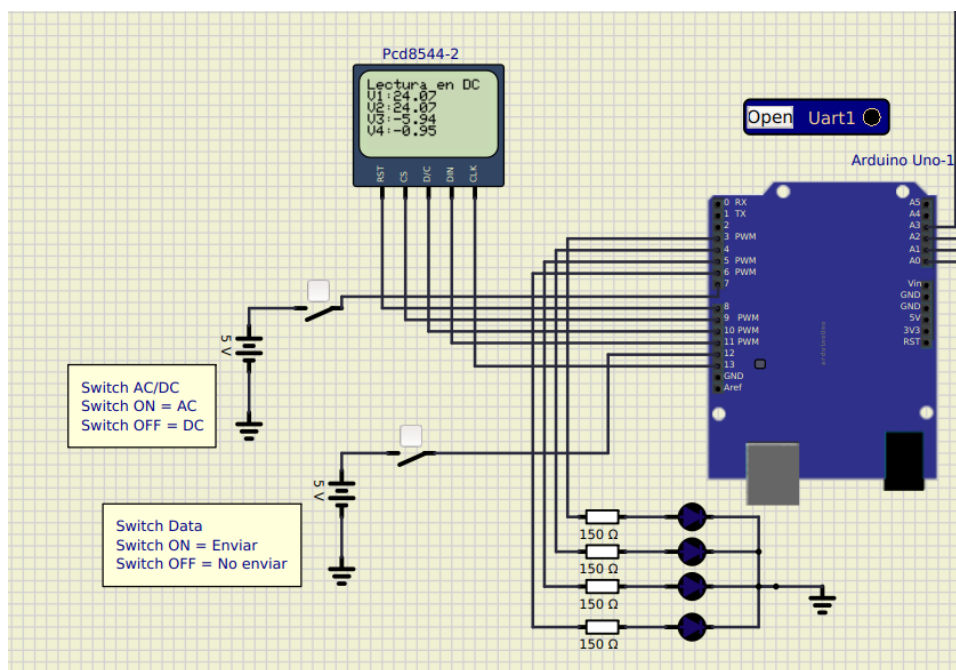 Pcd8544-2
Lectura en DC
V1:24.07
V2:24.07
V3:-5.94
V4:-0.95
RST
CS
D/C
DIN
CLK
Open Uart1
Arduino Uno-1
0 RX
1 TX
2
3 PWM
4
5 PWM
6 PWM
7
8
9 PWM
10 PWM
11 PWM
12
13
GND
Aref
A5
A4
A3
A2
A1
A0
Vin
GND
GND
5V
3V3
RST
arduinouno
5 V
Switch AC/DC
Switch ON = AC
Switch OFF = DC
5 V
Switch Data
Switch ON = Enviar
Switch OFF = No enviar
150 Ω
150 Ω
150 Ω
150 Ω